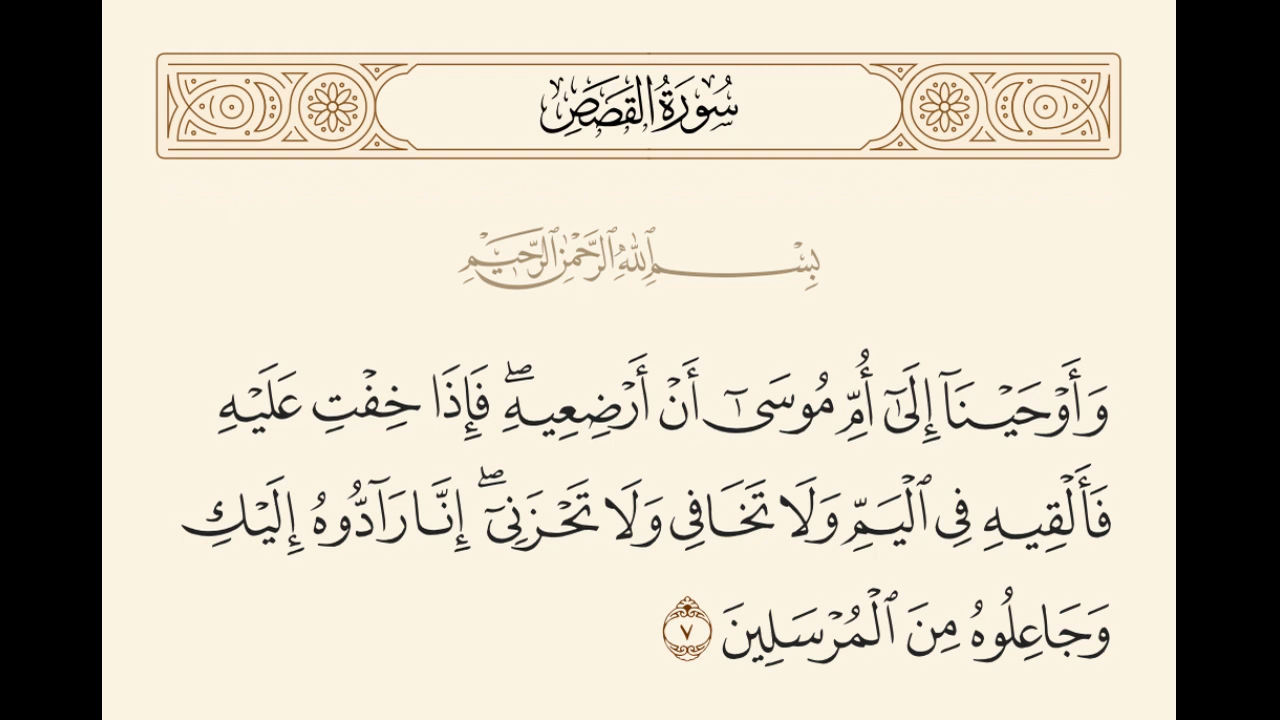 سُورَةُ القَصَصِ
بِسْمِ ٱللَّهِ ٱلرَّحْمَٰنِ ٱلرَّحِيمِ
وَأَوْحَيْنَآ إِلَىٰٓ أُمِّ مُوسَىٰٓ أَنْ أَرْضِعِيهِ ۖ فَإِذَا خِفْتِ عَلَيْهِ
فَأَلْقِيهِ فِى ٱلْيَمِّ وَلَا تَخَافِى وَلَا تَحْزَنِىٓ ۖ إِنَّا رَآدُّوهُ إِلَيْكِ
وَجَاعِلُوهُ مِنَ ٱلْمُرْسَلِينَ ٧